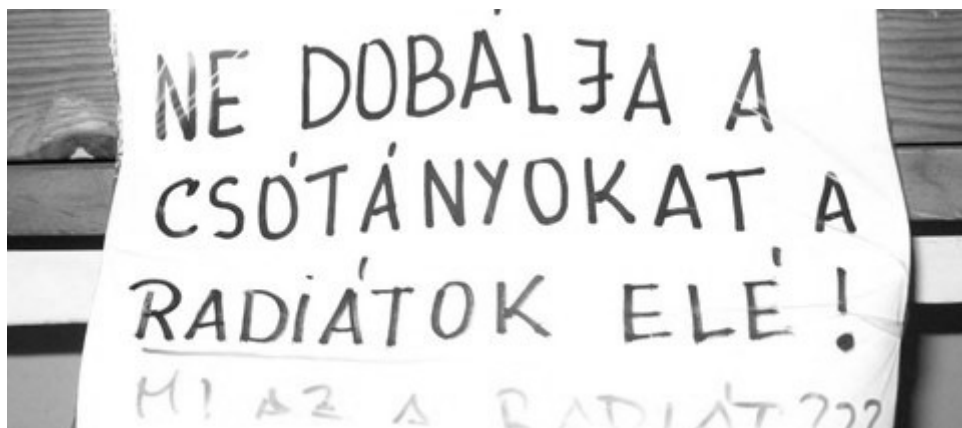 NE DOBÁLJA A
CSÓTÁNYOKAT A
RADIÁTOK ELÉ!
MI AZ A RADIÁT???